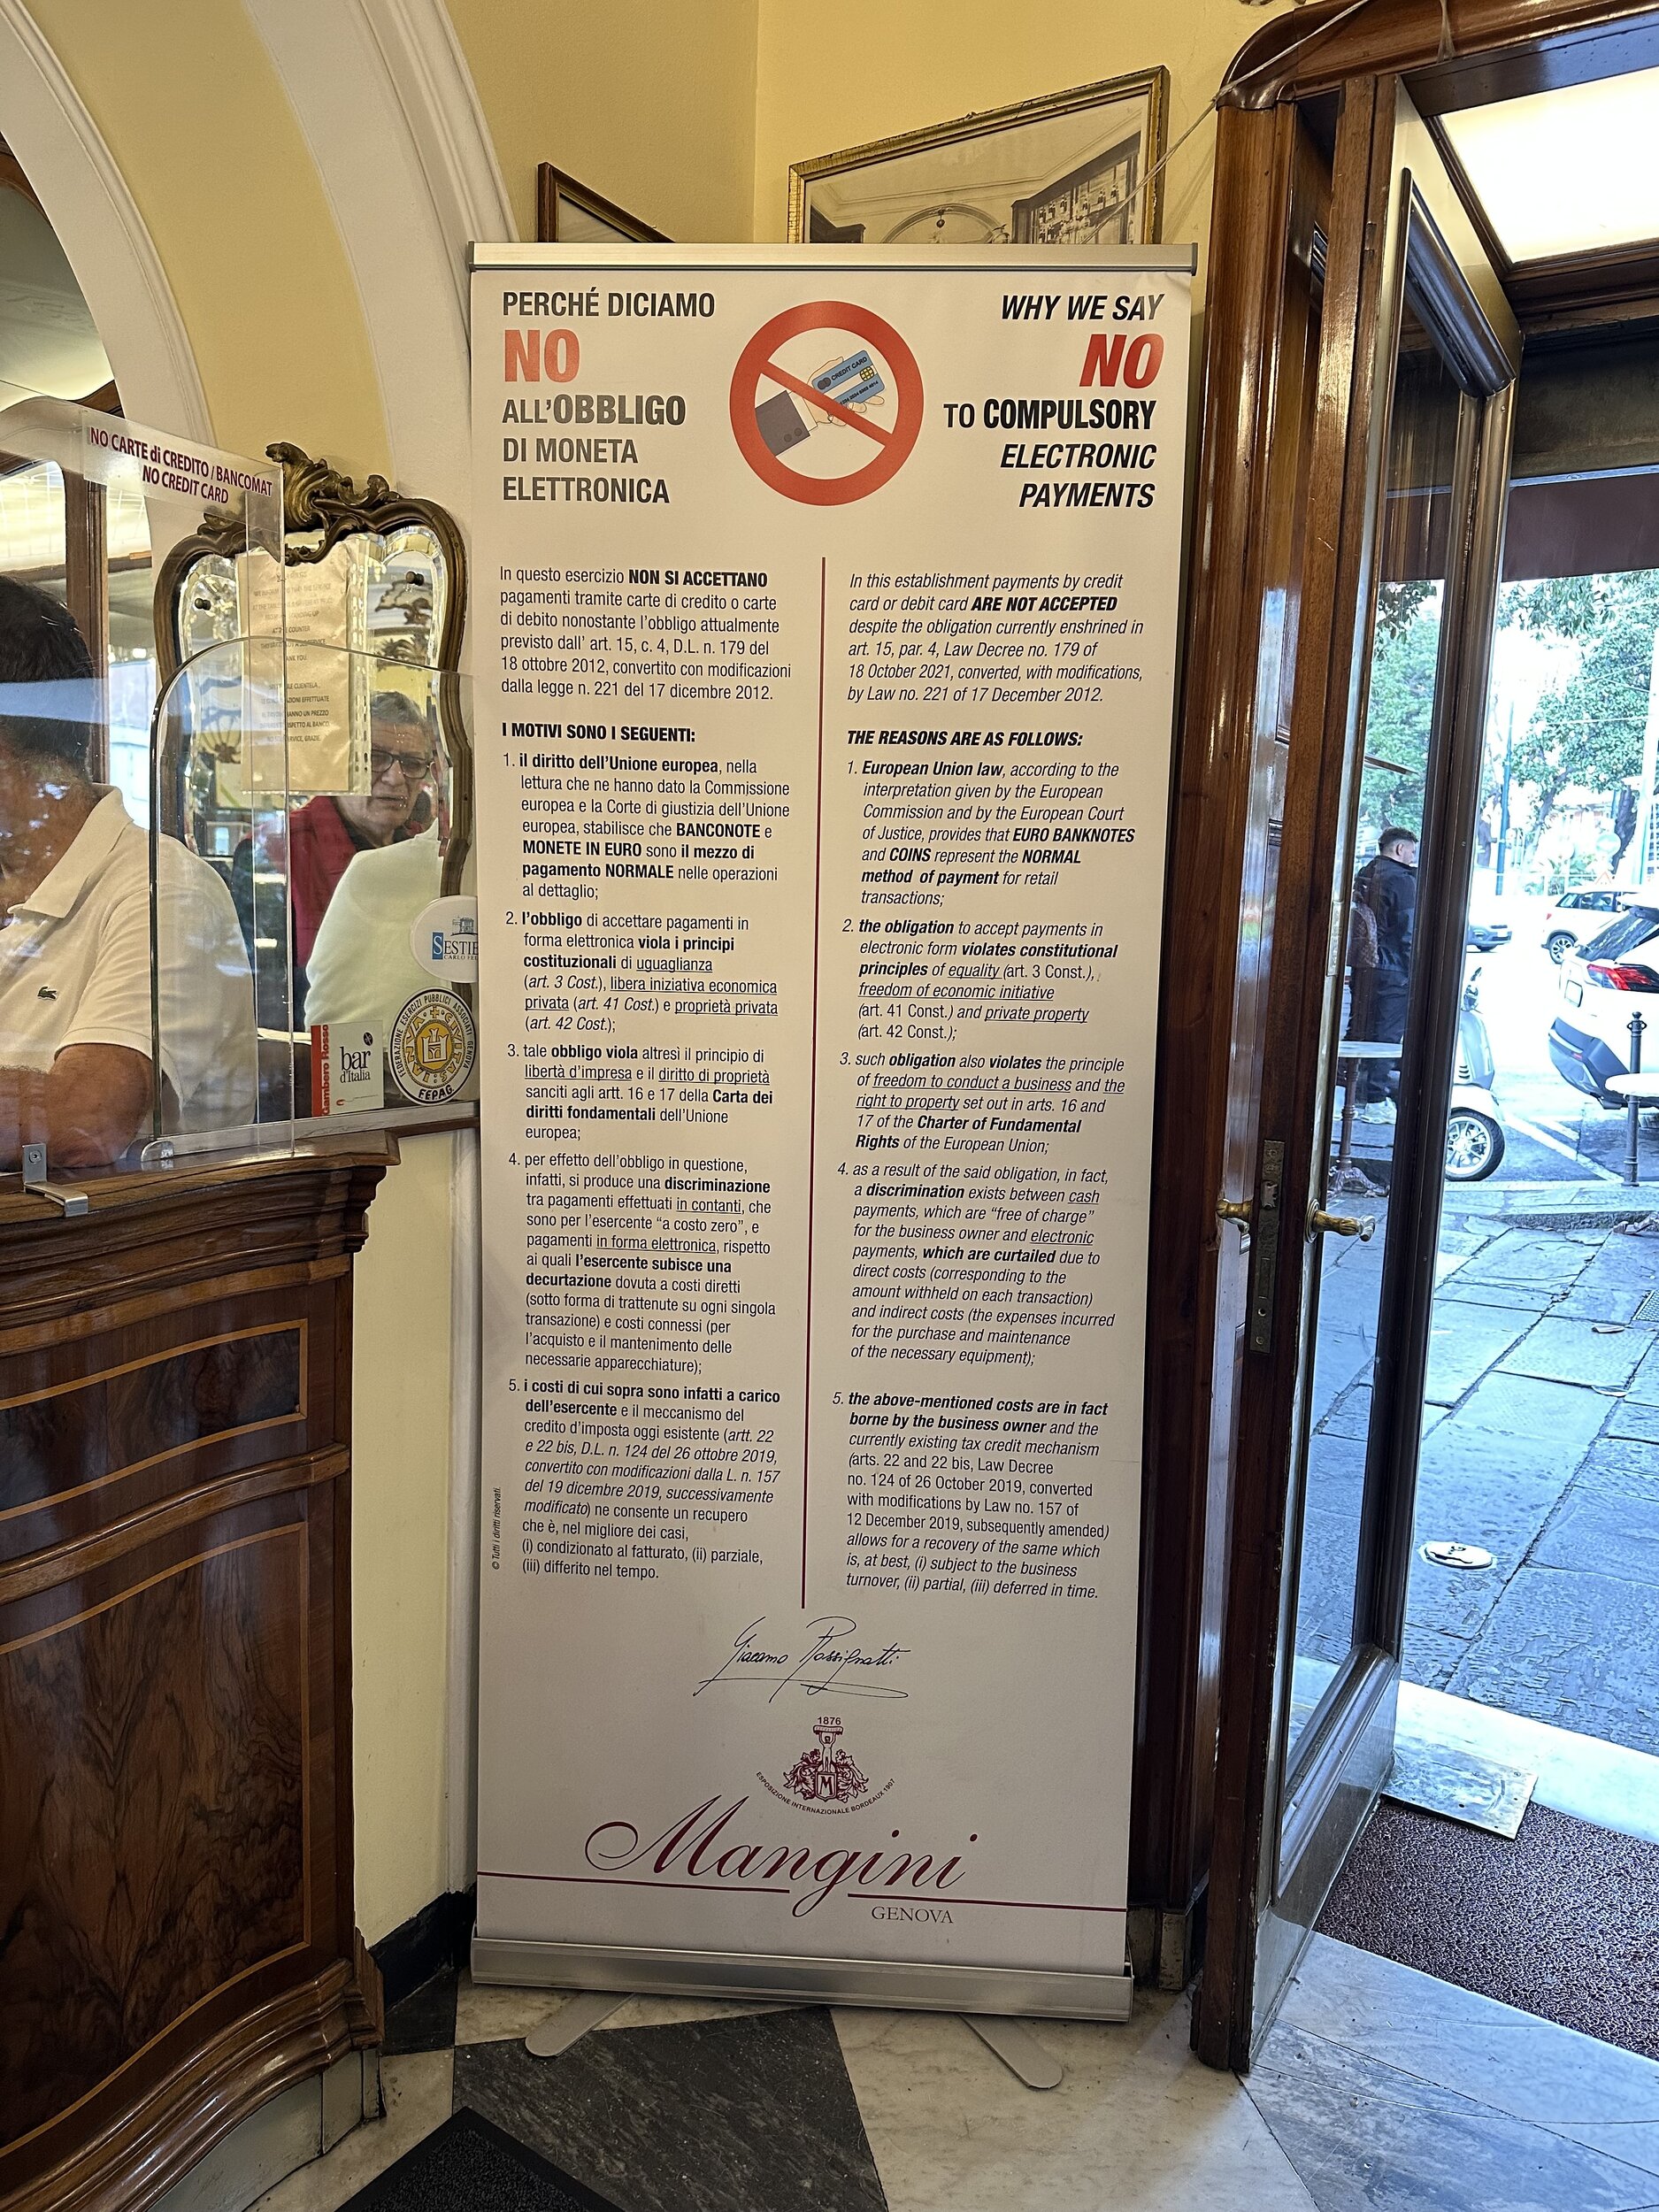 PERCHÉ DICIAMO
NO
ALL'OBBLIGO
DI MONETA
ELETTRONICA
CREDIT CARD
WHY WE SAY
NO
TO COMPULSORY
ELECTRONIC
PAYMENTS
In questo esercizio NON SI ACCETTANO
pagamenti tramite carte di credito o carte
di debito nonostante l'obbligo attualmente
previsto dall' art. 15, c. 4, D.L. n. 179 del
18 ottobre 2012, convertito con modificazioni
dalla legge n. 221 del 17 dicembre 2012.
I MOTIVI SONO I SEGUENTI:
1. il diritto dell'Unione europea, nella
lettura che ne hanno dato la Commissione
europea e la Corte di giustizia dell'Unione
europea, stabilisce che BANCONOTE e
MONETE IN EURO sono il mezzo di
pagamento NORMALE nelle operazioni
al dettaglio;
2. l'obbligo di accettare pagamenti in
forma elettronica viola i principi
costituzionali di uguaglianza
(art. 3 Cost.), libera iniziativa economica
privata (art. 41 Cost.) e proprietà privata
(art. 42 Cost.);
3. tale obbligo viola altresì il principio di
libertà d'impresa e il diritto di proprietà
sanciti agli artt. 16 e 17 della Carta dei
diritti fondamentali dell'Unione
europea;
4. per effetto dell'obbligo in questione,
infatti, si produce una discriminazione
tra pagamenti effettuati in contanti, che
sono per l'esercente “a costo zero”, e
pagamenti in forma elettronica, rispetto
ai quali l'esercente subisce una
decurtazione dovuta a costi diretti
(sotto forma di trattenute su ogni singola
transazione) e costi connessi (per
l'acquisto e il mantenimento delle
necessarie apparecchiature);
5. i costi di cui sopra sono infatti a carico
dell'esercente e il meccanismo del
credito d'imposta oggi esistente (artt. 22
e 22 bis, D.L. n. 124 del 26 ottobre 2019,
convertito con modificazioni dalla L. n. 157
del 19 dicembre 2019, successivamente
modificato) ne consente un recupero
che è, nel migliore dei casi,
(i) condizionato al fatturato, (ii) parziale,
(iii) differito nel tempo.
© Tutti i diritti riservati.
In this establishment payments by credit
card or debit card ARE NOT ACCEPTED
despite the obligation currently enshrined in
art. 15, par. 4, Law Decree no. 179 of
18 October 2021, converted, with modifications,
by Law no. 221 of 17 December 2012.
THE REASONS ARE AS FOLLOWS:
1. European Union law, according to the
interpretation given by the European
Commission and by the European Court
of Justice, provides that EURO BANKNOTES
and COINS represent the NORMAL
method of payment for retail
transactions;
2. the obligation to accept payments in
electronic form violates constitutional
principles of equality (art. 3 Const.),
freedom of economic initiative
(art. 41 Const.) and private property
(art. 42 Const.);
3. such obligation also violates the principle
of freedom to conduct a business and the
right to property set out in arts. 16 and
17 of the Charter of Fundamental
Rights of the European Union;
4. as a result of the said obligation, in fact,
a discrimination exists between cash
payments, which are “free of charge”
for the business owner and electronic
payments, which are curtailed due to
direct costs (corresponding to the
amount withheld on each transaction)
and indirect costs (the expenses incurred
for the purchase and maintenance
of the necessary equipment);
5. the above-mentioned costs are in fact
borne by the business owner and the
currently existing tax credit mechanism
(arts. 22 and 22 bis, Law Decree
no. 124 of 26 October 2019, converted
with modifications by Law no. 157 of
12 December 2019, subsequently amended)
allows for a recovery of the same which
is, at best, (i) subject to the business
turnover, (ii) partial, (iii) deferred in time.
Giacomo Rossignotti
1876
M
ESPOSIZIONE INTERNAZIONALE BORDEAUX 1907
Mangini
GENOVA
NO CARTE di CREDITO / BANCOMAT
NO CREDIT CARD
SESTIE
CARLO FEL
FEDERAZIONE ESERCIZI PUBBLICI ASSOCIATI GENOVA
FEPAG
Gambero Rosso
bar
d'Italia